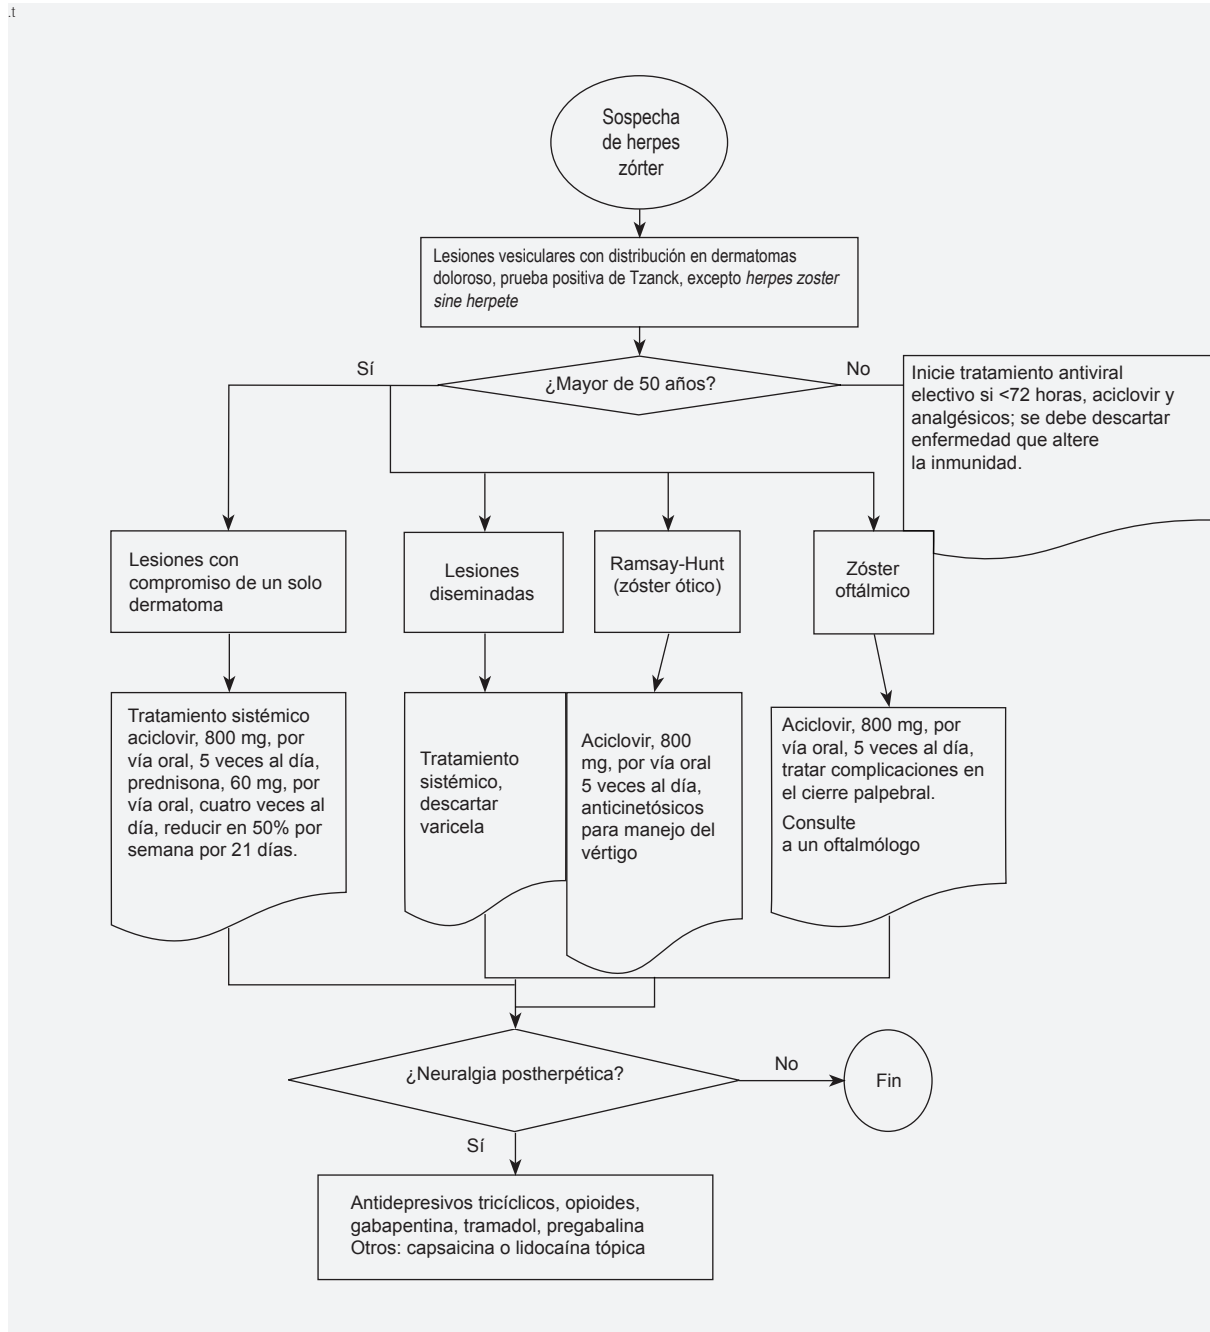 .t
Sospecha
de herpes
zórter
Lesiones vesiculares con distribución en dermatomas
doloroso, prueba positiva de Tzanck, excepto herpes zoster
sine herpete
Sí
¿Mayor de 50 años?
No
Inicie tratamiento antiviral
electivo si <72 horas, aciclovir y
analgésicos; se debe descartar
enfermedad que altere
la inmunidad.
Lesiones con
compromiso de un solo
dermatoma
Lesiones
diseminadas
Ramsay-Hunt
(zóster ótico)
Zóster
oftálmico
Tratamiento sistémico
aciclovir, 800 mg, por
vía oral, 5 veces al día,
prednisona, 60 mg, por
vía oral, cuatro veces al
día, reducir en 50% por
semana por 21 días.
Tratamiento
sistémico,
descartar
varicela
Aciclovir, 800
mg, por vía oral
5 veces al día,
anticinetósicos
para manejo del
vértigo
Aciclovir, 800 mg, por
vía oral, 5 veces al día,
tratar complicaciones en
el cierre palpebral.
Consulte
a un oftalmólogo
¿Neuralgia postherpética?
No
Fin
Sí
Antidepresivos tricíclicos, opioides,
gabapentina, tramadol, pregabalina
Otros: capsaicina o lidocaína tópica